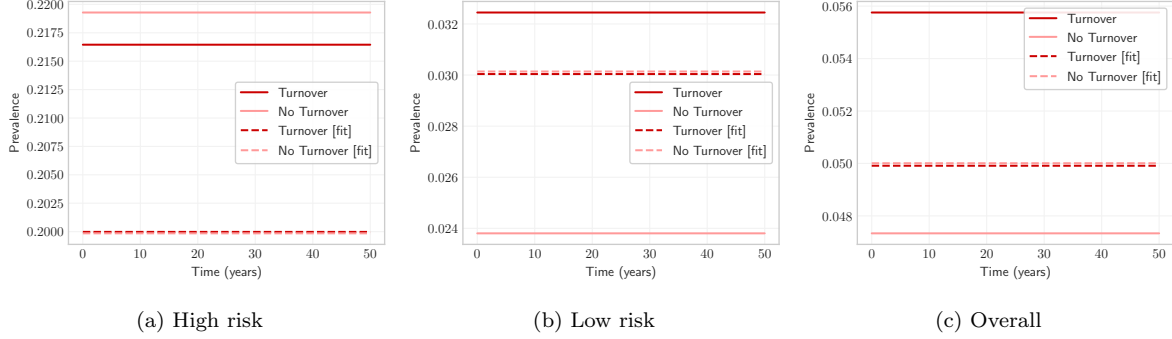 0.2200
0.2175
0.2150
0.2125
0.2100
0.2075
0.2050
0.2025
0.2000
Prevalence
Turnover
No Turnover
Turnover [fit]
No Turnover [fit]
0 10 20 30 40 50
Time (years)
(a) High risk
0.032
0.030
0.028
0.026
0.024
Prevalence
Turnover
No Turnover
Turnover [fit]
No Turnover [fit]
0 10 20 30 40 50
Time (years)
(b) Low risk
0.056
0.054
0.052
0.050
0.048
Prevalence
Turnover
No Turnover
Turnover [fit]
No Turnover [fit]
0 10 20 30 40 50
Time (years)
(c) Overall